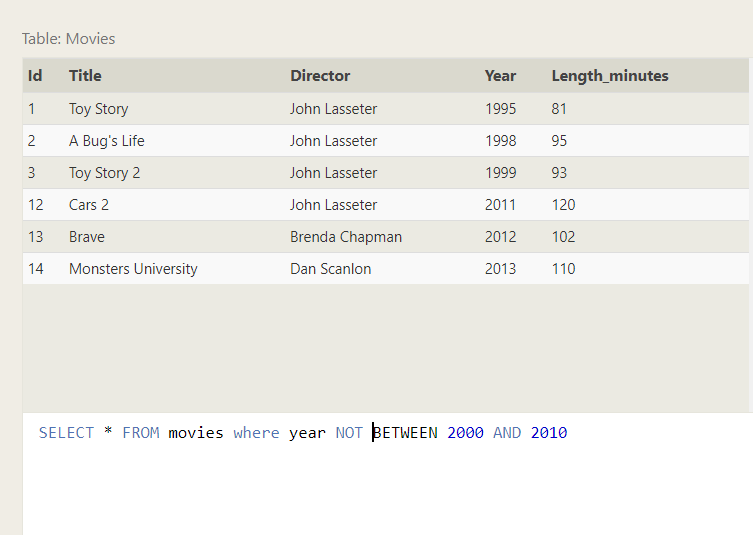 Table: Movies
Id Title Director Year Length_minutes
1 Toy Story John Lasseter 1995 81
2 A Bug's Life John Lasseter 1998 95
3 Toy Story 2 John Lasseter 1999 93
12 Cars 2 John Lasseter 2011 120
13 Brave Brenda Chapman 2012 102
14 Monsters University Dan Scanlon 2013 110
SELECT * FROM movies where year NOT BETWEEN 2000 AND 2010